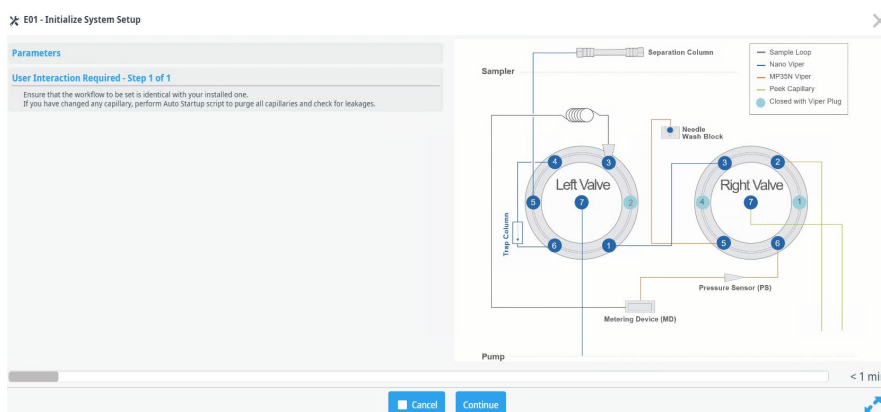 E01 - Initialize System Setup
Parameters
User Interaction Required - Step 1 of 1
Ensure that the workflow to be set is identical with your installed one.
If you have changed any capillary, perform Auto Startup script to purge all capillaries and check for leakages.
Separation Column
Sample Loop
Nano Viper
MP35N Viper
Peek Capillary
Closed with Viper Plug
Sampler
Needle
Wash Block
4
3
3
2
Left Valve
Right Valve
5
7
2
4
7
1
Trap Column
6
1
5
6
Pressure Sensor (PS)
Metering Device (MD)
Pump
< 1 mi
Cancel
Continue